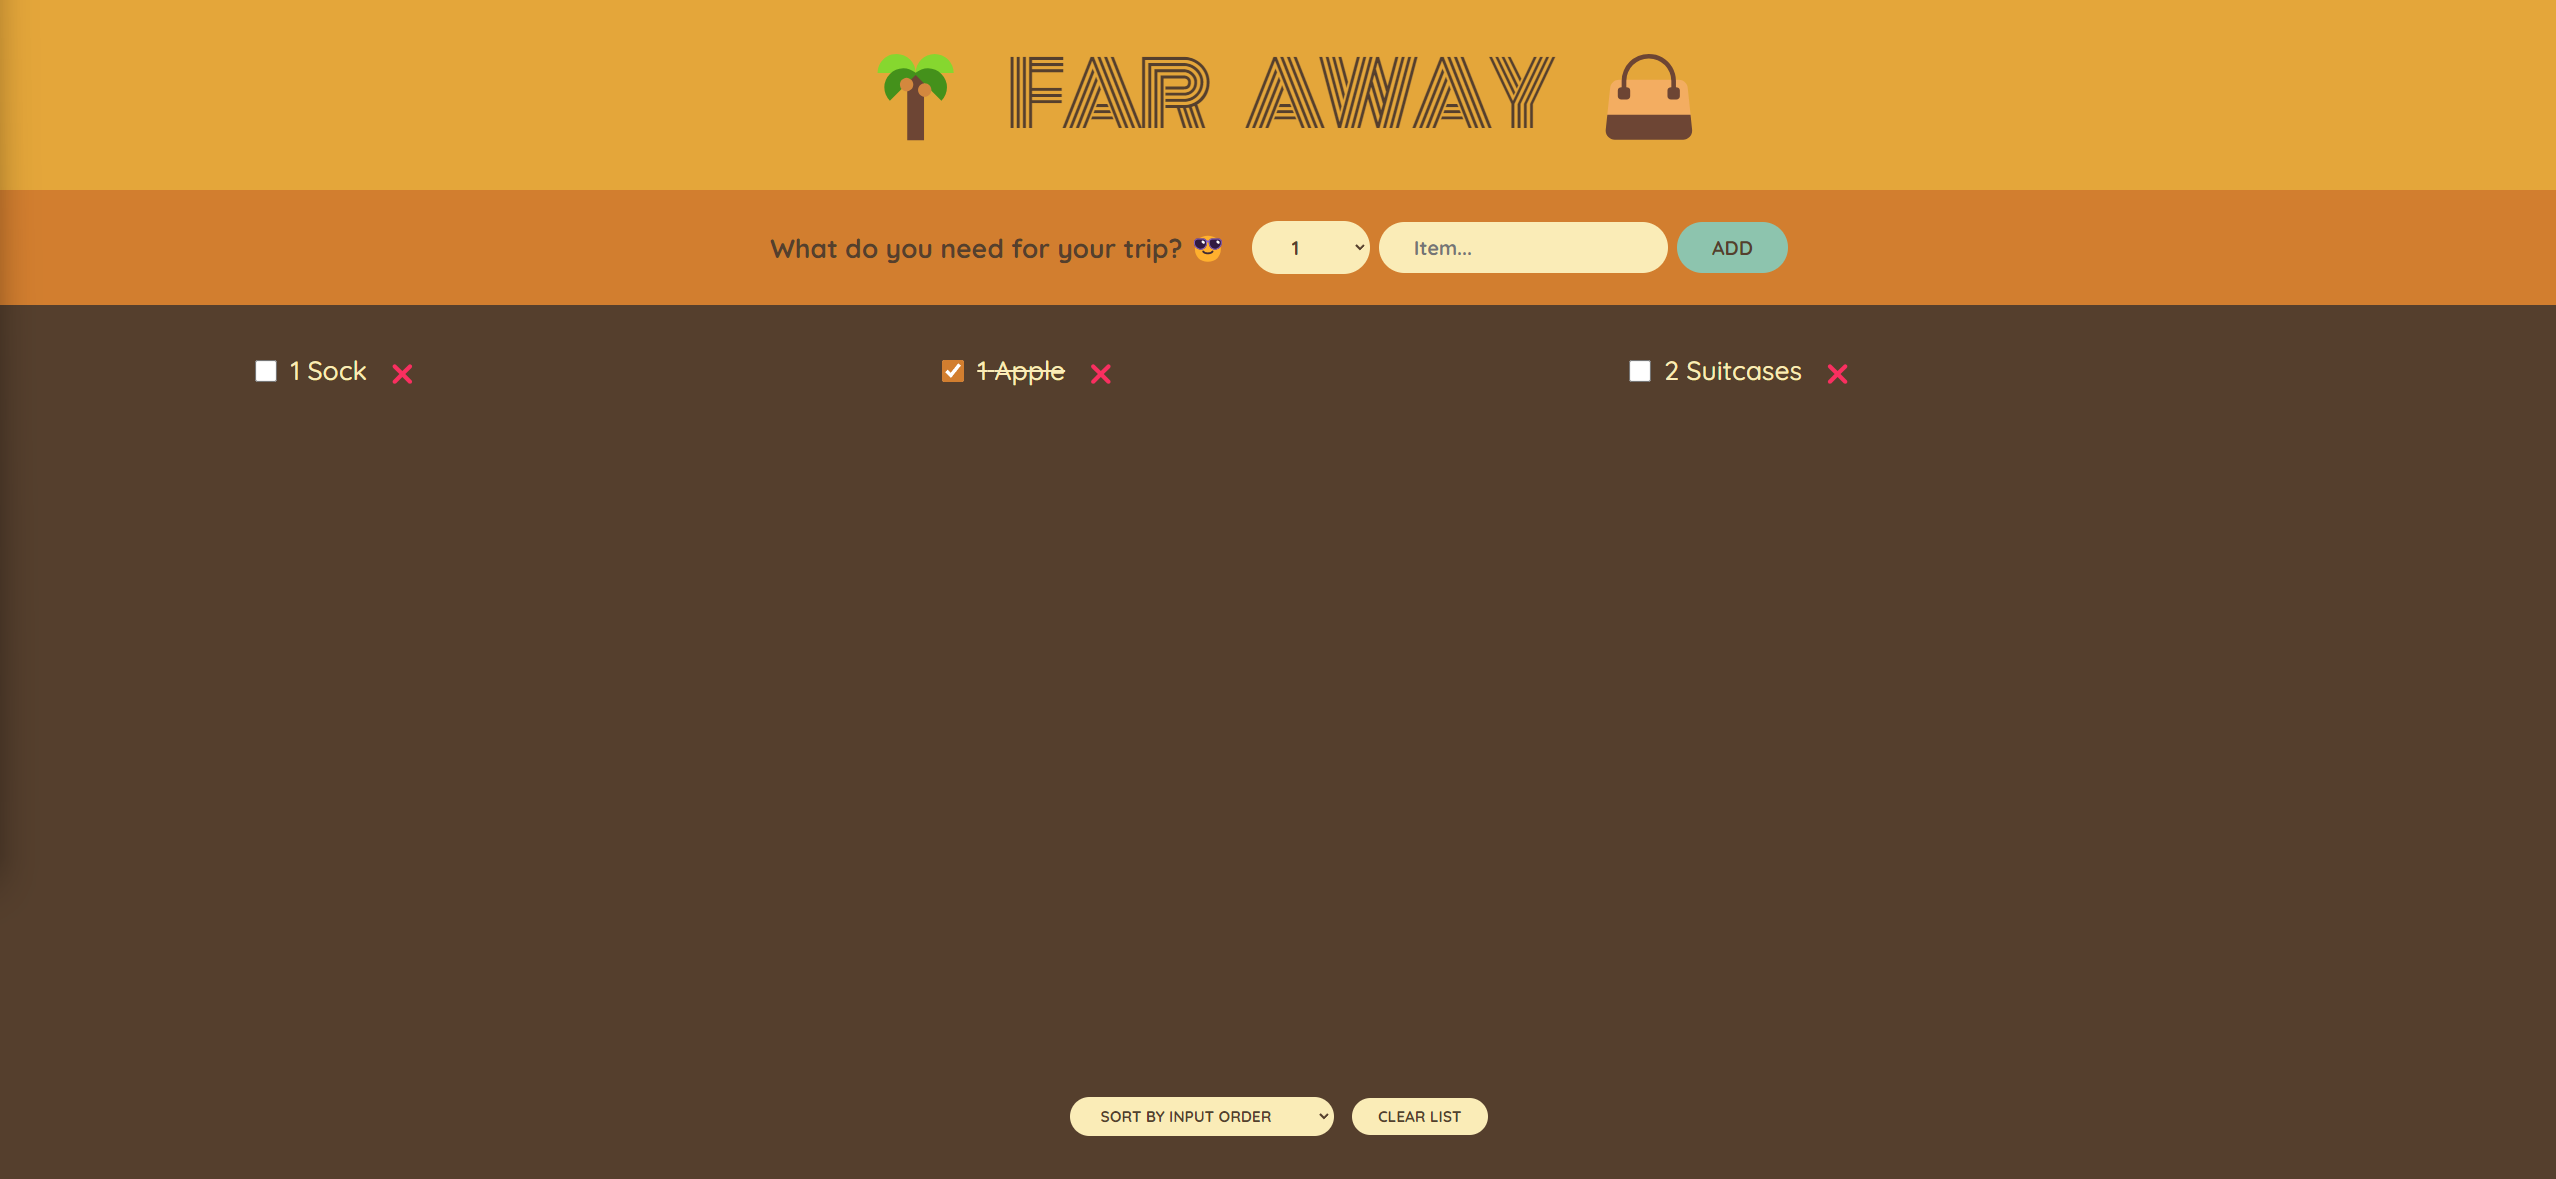 FAR AWAY
What do you need for your trip? 😎 1 Item... ADD
1 Sock ❌ 1 Apple ❌ 2 Suitcases ❌
SORT BY INPUT ORDER CLEAR LIST